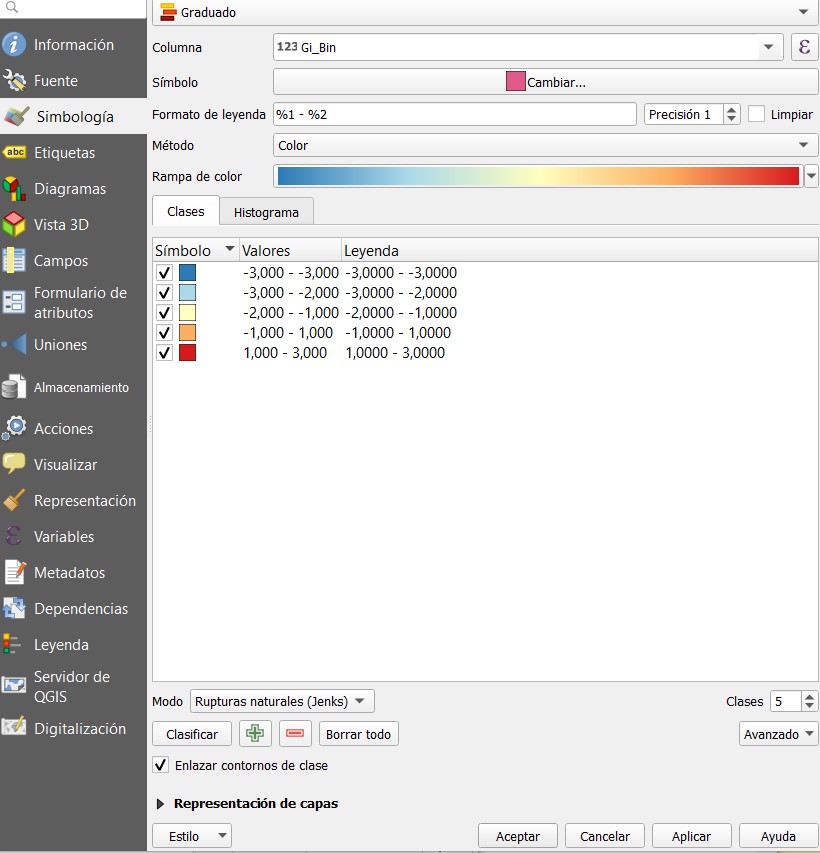 Graduado
Información
Fuente
Simbología
abc Etiquetas
Diagramas
Vista 3D
Campos
Formulario de
atributos
Uniones
Almacenamiento
Acciones
Visualizar
Representación
Variables
Metadatos
Dependencias
Leyenda
Servidor de
QGIS
Digitalización
Columna 123 Gi_Bin ε
Símbolo Cambiar...
Formato de leyenda %1 - %2 Precisión 1 Limpiar
Método Color
Rampa de color
Clases Histograma
Símbolo Valores Leyenda
-3,000 - -3,000 -3,0000 - -3,0000
-3,000 - -2,000 -3,0000 - -2,0000
-2,000 - -1,000 -2,0000 - -1,0000
-1,000 - 1,000 -1,0000 - 1,0000
1,000 - 3,000 1,0000 - 3,0000
Modo Rupturas naturales (Jenks) Clases 5
Clasificar Borrar todo Avanzado
Enlazar contornos de clase
Representación de capas
Estilo Aceptar Cancelar Aplicar Ayuda